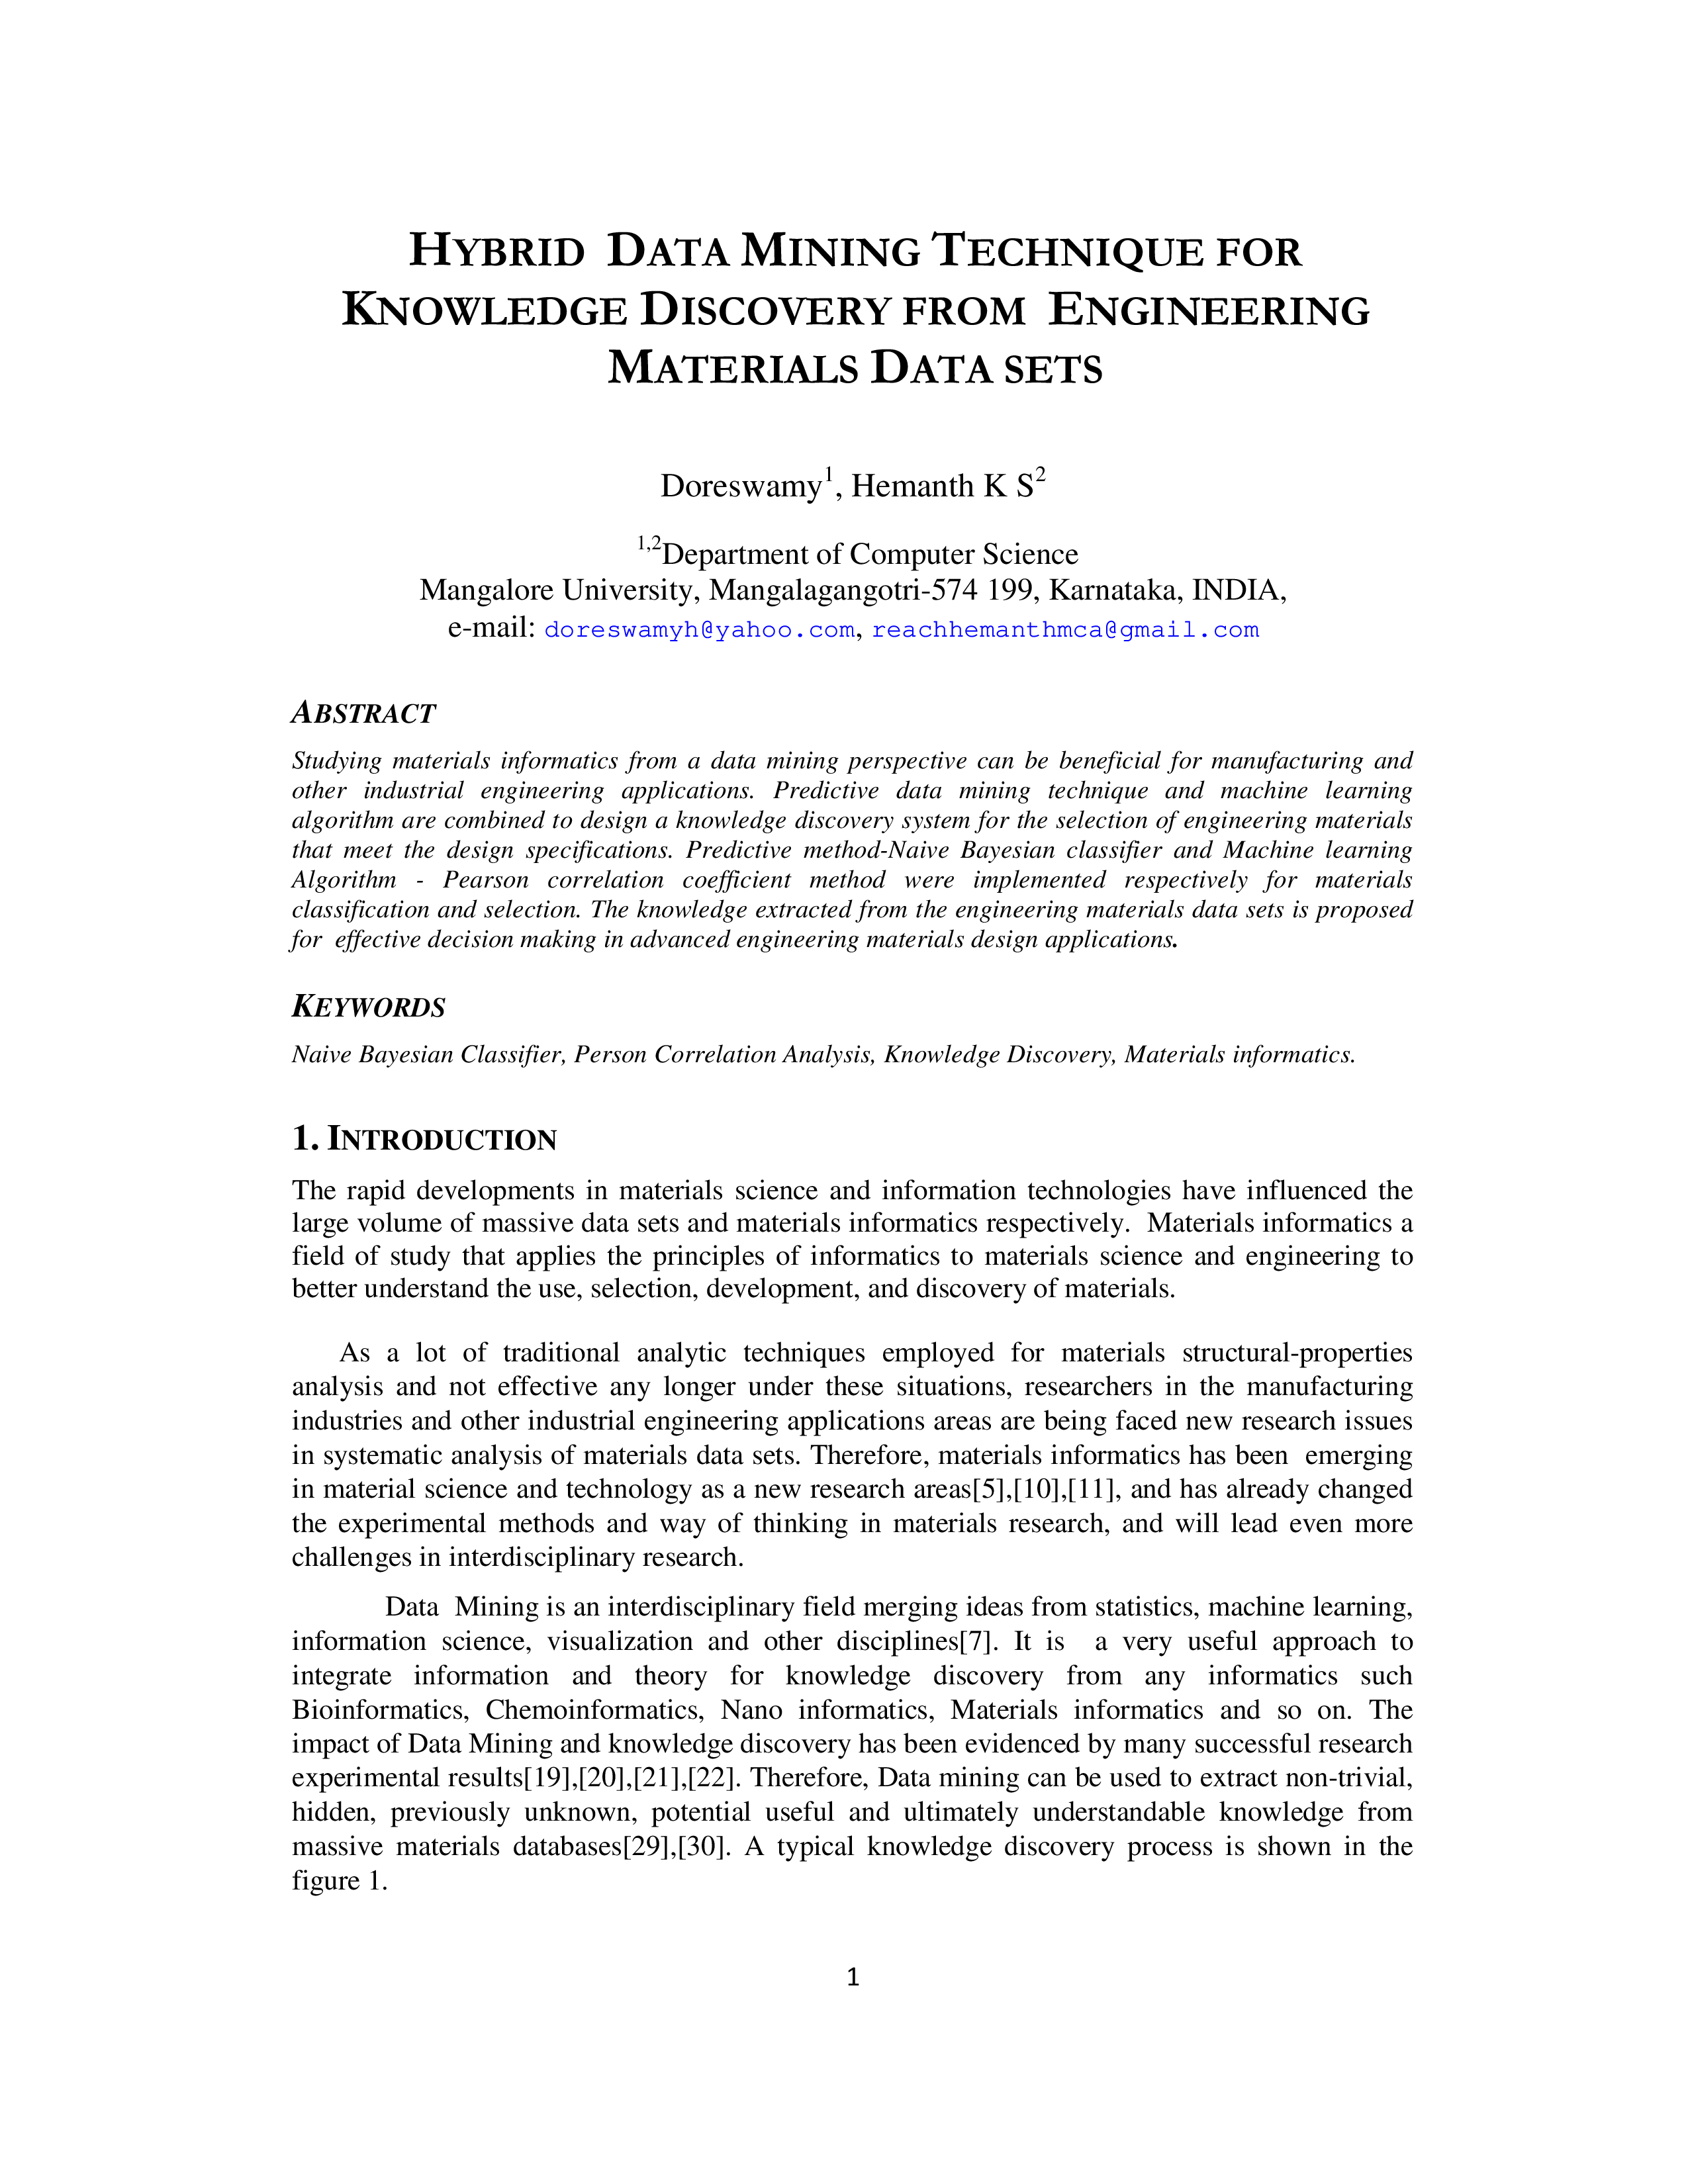 HYBRID DATA MINING TECHNIQUE FOR
KNOWLEDGE DISCOVERY FROM ENGINEERING
MATERIALS DATA SETS
Doreswamy1, Hemanth K S2
1,2Department of Computer Science
Mangalore University, Mangalagangotri-574 199, Karnataka, INDIA,
e-mail: doreswamyh@yahoo.com, reachhemanthmca@gmail.com
ABSTRACT
Studying materials informatics from a data mining perspective can be beneficial for manufacturing and
other industrial engineering applications. Predictive data mining technique and machine learning
algorithm are combined to design a knowledge discovery system for the selection of engineering materials
that meet the design specifications. Predictive method-Naive Bayesian classifier and Machine learning
Algorithm - Pearson correlation coefficient method were implemented respectively for materials
classification and selection. The knowledge extracted from the engineering materials data sets is proposed
for effective decision making in advanced engineering materials design applications.
KEYWORDS
Naive Bayesian Classifier, Person Correlation Analysis, Knowledge Discovery, Materials informatics.
1. INTRODUCTION
The rapid developments in materials science and information technologies have influenced the
large volume of massive data sets and materials informatics respectively. Materials informatics a
field of study that applies the principles of informatics to materials science and engineering to
better understand the use, selection, development, and discovery of materials.
As a lot of traditional analytic techniques employed for materials structural-properties
analysis and not effective any longer under these situations, researchers in the manufacturing
industries and other industrial engineering applications areas are being faced new research issues
in systematic analysis of materials data sets. Therefore, materials informatics has been emerging
in material science and technology as a new research areas[5],[10],[11], and has already changed
the experimental methods and way of thinking in materials research, and will lead even more
challenges in interdisciplinary research.
Data Mining is an interdisciplinary field merging ideas from statistics, machine learning,
information science, visualization and other disciplines[7]. It is a very useful approach to
integrate information and theory for knowledge discovery from any informatics such
Bioinformatics, Chemoinformatics, Nano informatics, Materials informatics and so on. The
impact of Data Mining and knowledge discovery has been evidenced by many successful research
experimental results[19],[20],[21],[22]. Therefore, Data mining can be used to extract non-trivial,
hidden, previously unknown, potential useful and ultimately understandable knowledge from
massive materials databases[29],[30]. A typical knowledge discovery process is shown in the
figure 1.
1